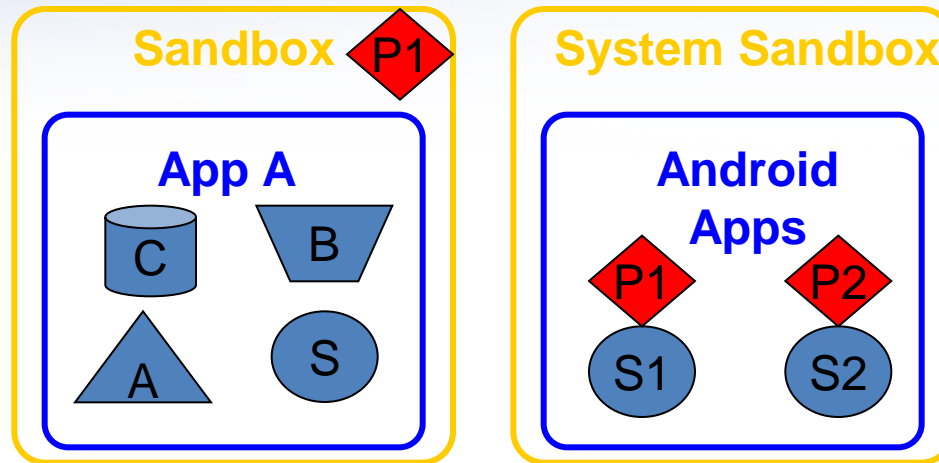 Sandbox P1
App A
C B
A S
System Sandbox
Android
Apps
P1 P2
S1 S2